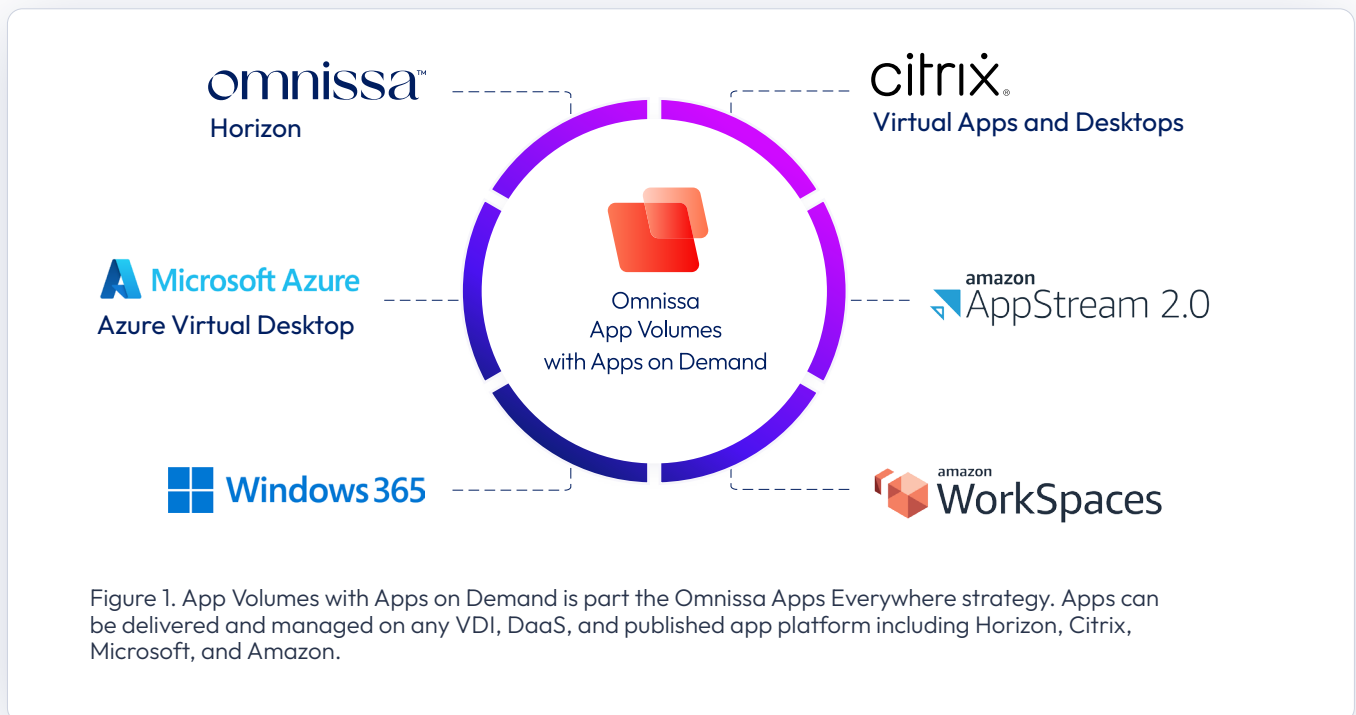 omnissa™
Horizon
citrix®
Virtual Apps and Desktops
Microsoft Azure
Azure Virtual Desktop
Omnissa
App Volumes
with Apps on Demand
amazon
AppStream 2.0
Windows 365
amazon
WorkSpaces
Figure 1. App Volumes with Apps on Demand is part the Omnissa Apps Everywhere strategy. Apps can
be delivered and managed on any VDI, DaaS, and published app platform including Horizon, Citrix,
Microsoft, and Amazon.